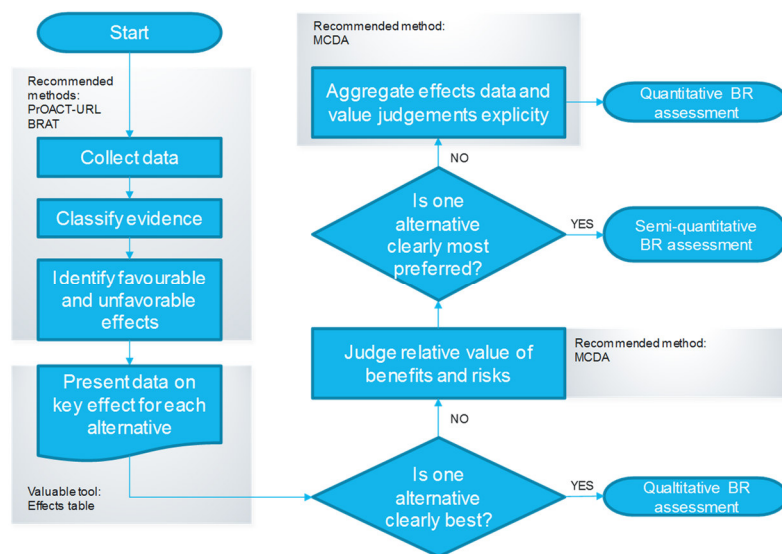 Start
Recommended
methods:
PrOACT-URL
BRAT
Collect data
Classify evidence
Identify favourable
and unfavorable
effects
Present data on
key effect for each
alternative
Valuable tool:
Effects table
Is one
alternative
clearly best?
YES
Qualtitative BR
assessment
NO
Judge relative value of
benefits and risks
Recommended method:
MCDA
Is one
alternative
clearly most
preferred?
YES
Semi-quantitative
BR assessment
NO
Recommended method:
MCDA
Aggregate effects data and
value judgements explicity
Quantitative BR
assessment